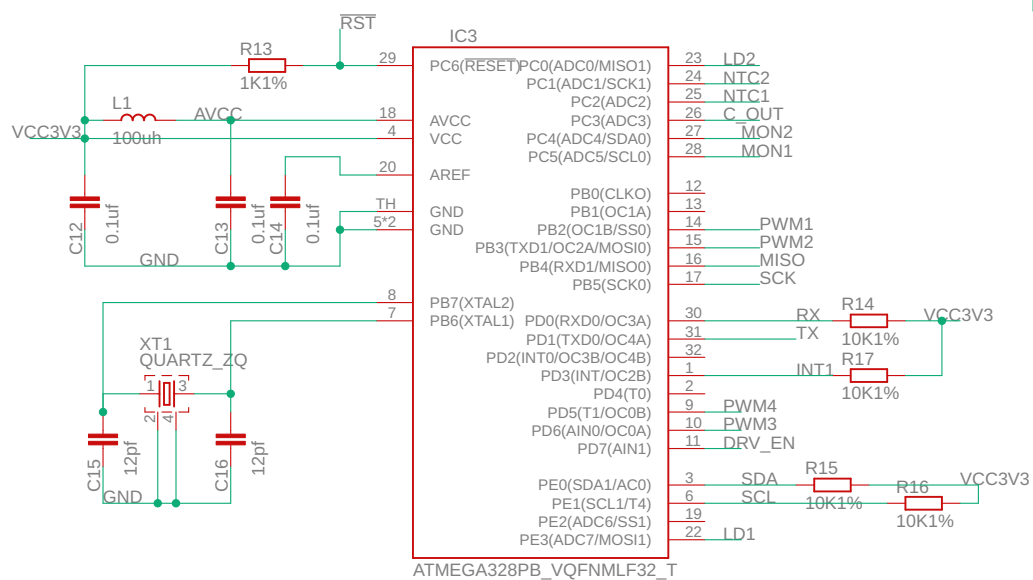 RST
IC3
R13
1K1%
29 PC6(RESET)
PC0(ADC0/MISO1) 23 LD2
PC1(ADC1/SCK1) 24 NTC2
PC2(ADC2) 25 NTC1
L1
100uh
AVCC
VCC3V3
18 AVCC
PC3(ADC3) 26 C_OUT
4 VCC
PC4(ADC4/SDA0) 27 MON2
PC5(ADC5/SCL0) 28 MON1
20 AREF
PB0(CLKO) 12
C12 0.1uf
C13 0.1uf
C14 0.1uf
TH GND
PB1(OC1A) 13
5*2 GND
PB2(OC1B/SS0) 14 PWM1
PB3(TXD1/OC2A/MOSI0) 15 PWM2
GND
PB4(RXD1/MISO0) 16 MISO
PB5(SCK0) 17 SCK
8 PB7(XTAL2)
7 PB6(XTAL1)
PD0(RXD0/OC3A) 30 RX
R14
10K1%
VCC3V3
PD1(TXD0/OC4A) 31 TX
XT1
QUARTZ_ZQ
1 3
2 4
PD2(INT0/OC3B/OC4B) 32
PD3(INT/OC2B) 1 INT1
R17
10K1%
PD4(T0) 2
PD5(T1/OC0B) 9 PWM4
PD6(AIN0/OC0A) 10 PWM3
PD7(AIN1) 11 DRV_EN
C15 12pf
C16 12pf
GND
PE0(SDA1/AC0) 3 SDA
R15
10K1%
VCC3V3
PE1(SCL1/T4) 6 SCL
R16
10K1%
PE2(ADC6/SS1) 19
PE3(ADC7/MOSI1) 22 LD1
ATMEGA328PB_VQFNMLF32_T